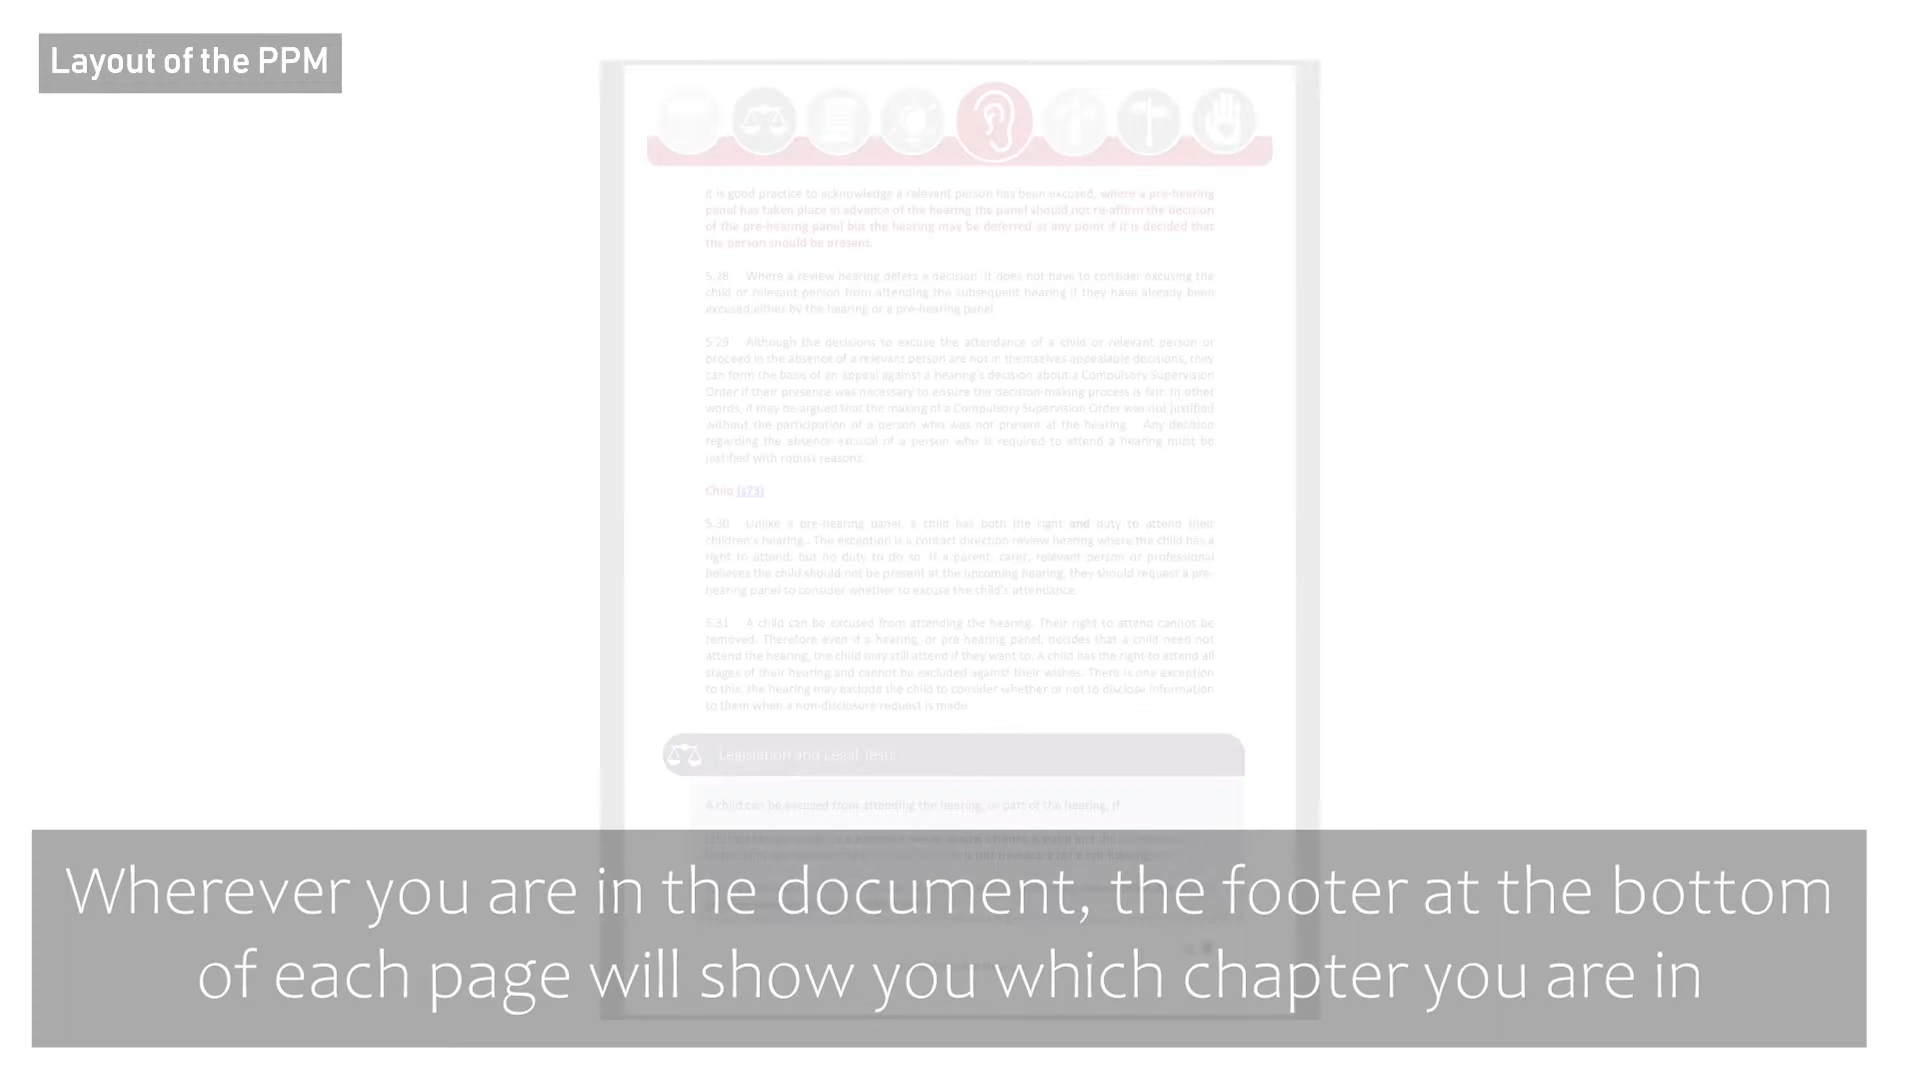 Layout of the PPM
It is good practice to acknowledge a relevant person has been excused, where a pre-hearing
panel has taken place in advance of the hearing the panel should not re-affirm the decision
of the pre-hearing panel but the hearing may be deferred at any point if it is decided that
the person should be present.
5.28 Where a review hearing defers a decision, it does not have to consider excusing the
child or relevant person from attending the subsequent hearing if they have already been
excused either by the hearing or a pre-hearing panel
5.29 Although the decisions to excuse the attendance of a child or relevant person or
proceed in the absence of a relevant person are not in themselves appealable decisions, they
can form the basis of an appeal against a hearing's decision about a Compulsory Supervision
Order if their presence was necessary to ensure the decision-making process is fair. In other
words, it may be argued that the making of a Compulsory Supervision Order was not justified
without the participation of a person who was not present at the hearing. Any decision
regarding the absence excusal of a person who is required to attend a hearing must be
justified with robust reasons.
Child (s73)
5.30 Unlike a pre-hearing panel, a child has both the right and duty to attend their
children's hearing. The exception is a contact direction review hearing where the child has a
right to attend, but no duty to do so. If a parent, carer, relevant person or professional
believes the child should not be present at the upcoming hearing, they should request a pre-
hearing panel to consider whether to excuse the child's attendance.
5.31 A child can be excused from attending the hearing. Their right to attend cannot be
removed. Therefore even if a hearing, or pre hearing panel, decides that a child need not
attend the hearing, the child may still attend if they want to. A child has the right to attend all
stages of their hearing and cannot be excluded against their wishes. There is one exception
to this, the hearing may exclude the child to consider whether or not to disclose information
to them when a non-disclosure request is made
Legislation and Legal Tests
A child can be excused from attending the hearing, or part of the hearing, if
Wherever you are in the document, the footer at the bottom
of each page will show you which chapter you are in